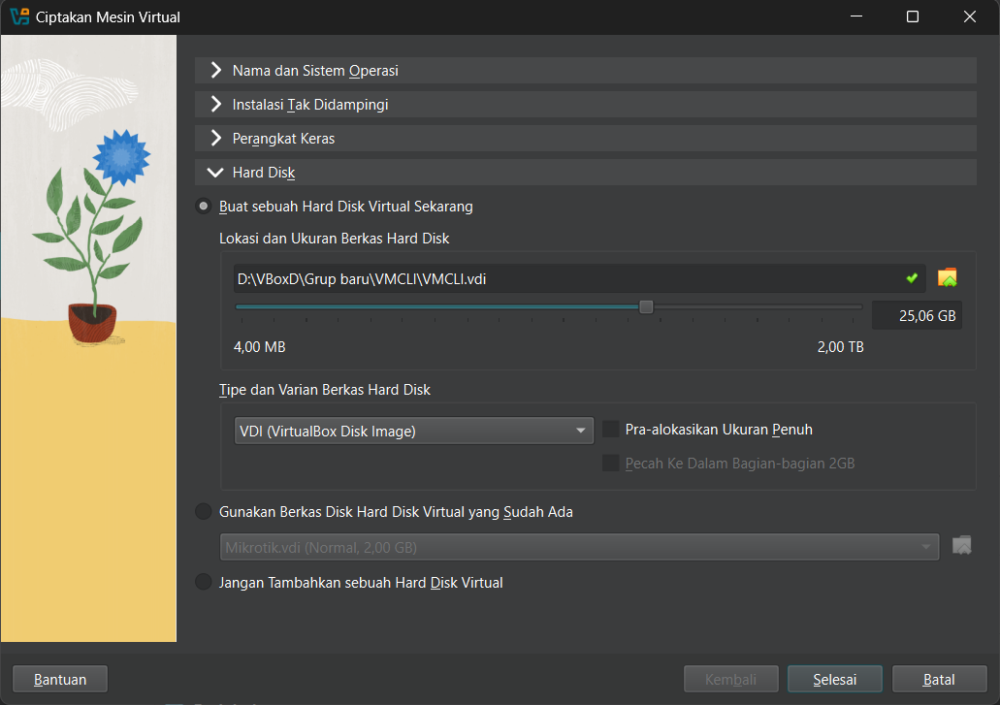 Ciptakan Mesin Virtual
Nama dan Sistem Operasi
Instalasi Tak Didampingi
Perangkat Keras
Hard Disk
Buat sebuah Hard Disk Virtual Sekarang
Lokasi dan Ukuran Berkas Hard Disk
D:\VBoxD\Grup baru\VMCLI\VMCLI.vdi
25,06 GB
4,00 MB 2,00 TB
Tipe dan Varian Berkas Hard Disk
VDI (VirtualBox Disk Image) Pra-alokasikan Ukuran Penuh
Pecah Ke Dalam Bagian-bagian 2GB
Gunakan Berkas Disk Hard Disk Virtual yang Sudah Ada
Mikrotik.vdi (Normal, 2,00 GB)
Jangan Tambahkan sebuah Hard Disk Virtual
Bantuan Kembali Selesai Batal